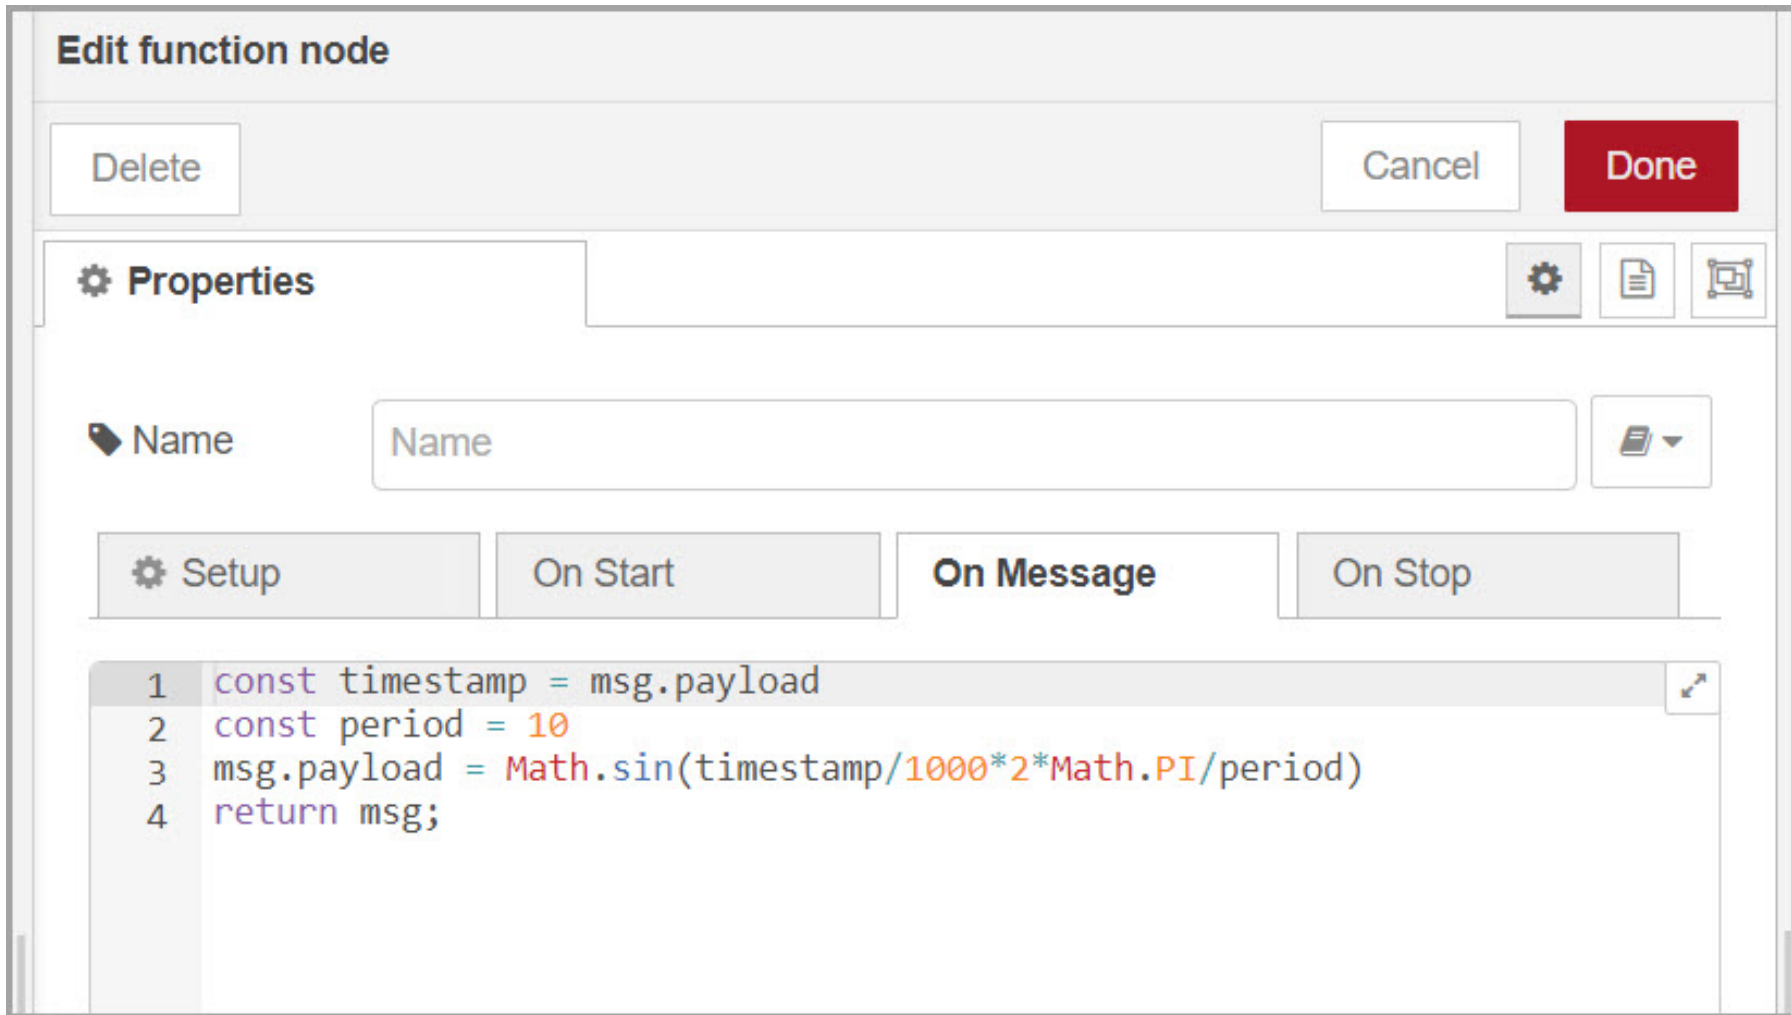 Edit function node
Delete Cancel Done
Properties
Name Name
Setup On Start On Message On Stop
1 const timestamp = msg.payload
2 const period = 10
3 msg.payload = Math.sin(timestamp/1000*2*Math.PI/period)
4 return msg;